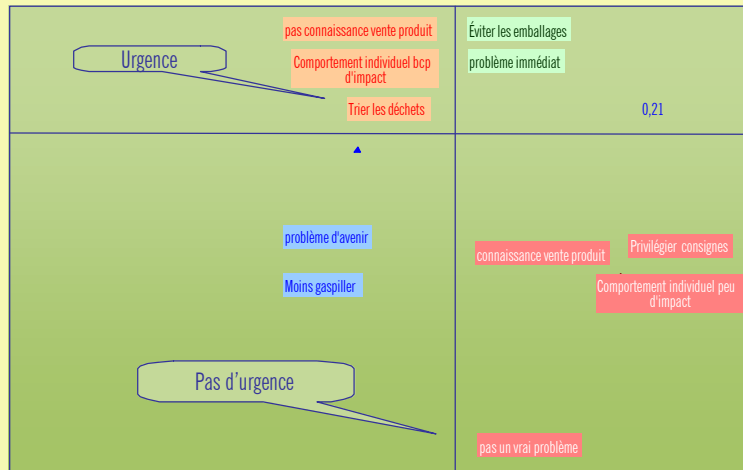 pas connaissance vente produit
Éviter les emballages
Urgence
Comportement individuel bcp
d'impact
problème immédiat
Trier les déchets
0,21
problème d'avenir
connaissance vente produit
Privilégier consignes
Moins gaspiller
Comportement individuel peu
d'impact
Pas d'urgence
pas un vrai problème